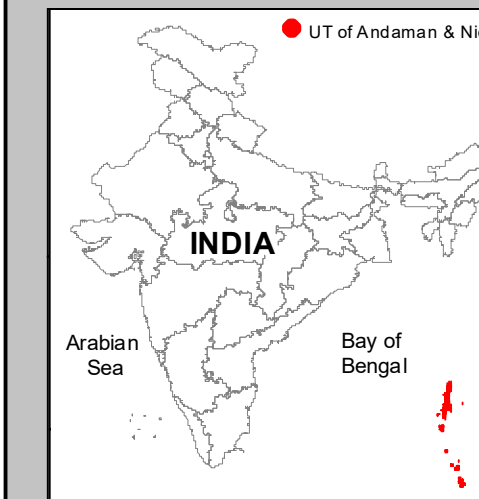 UT of Andaman & Ni
INDIA
Arabian
Sea
Bay of
Bengal